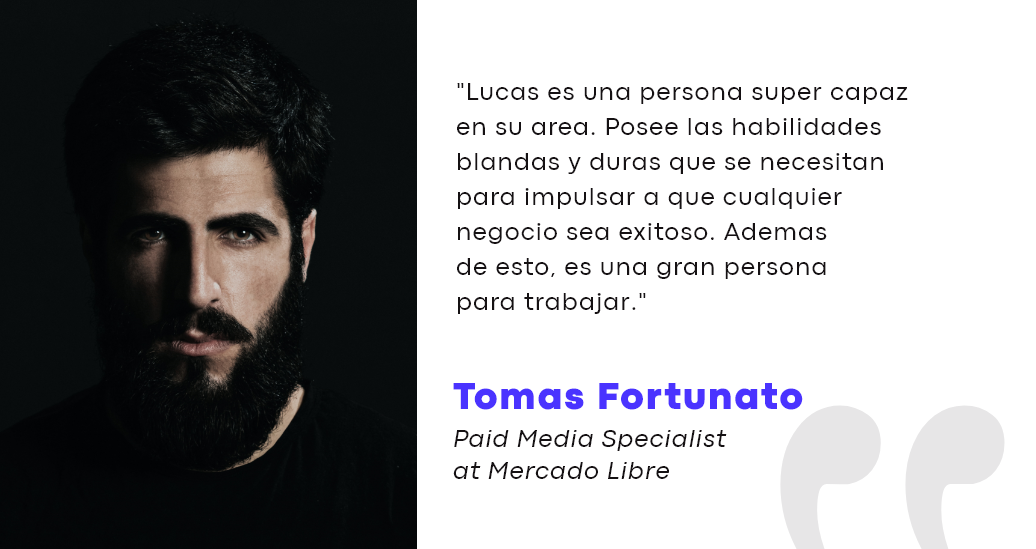 "Lucas es una persona super capaz
en su area. Posee las habilidades
blandas y duras que se necesitan
para impulsar a que cualquier
negocio sea exitoso. Ademas
de esto, es una gran persona
para trabajar."
Tomas Fortunato
Paid Media Specialist
at Mercado Libre